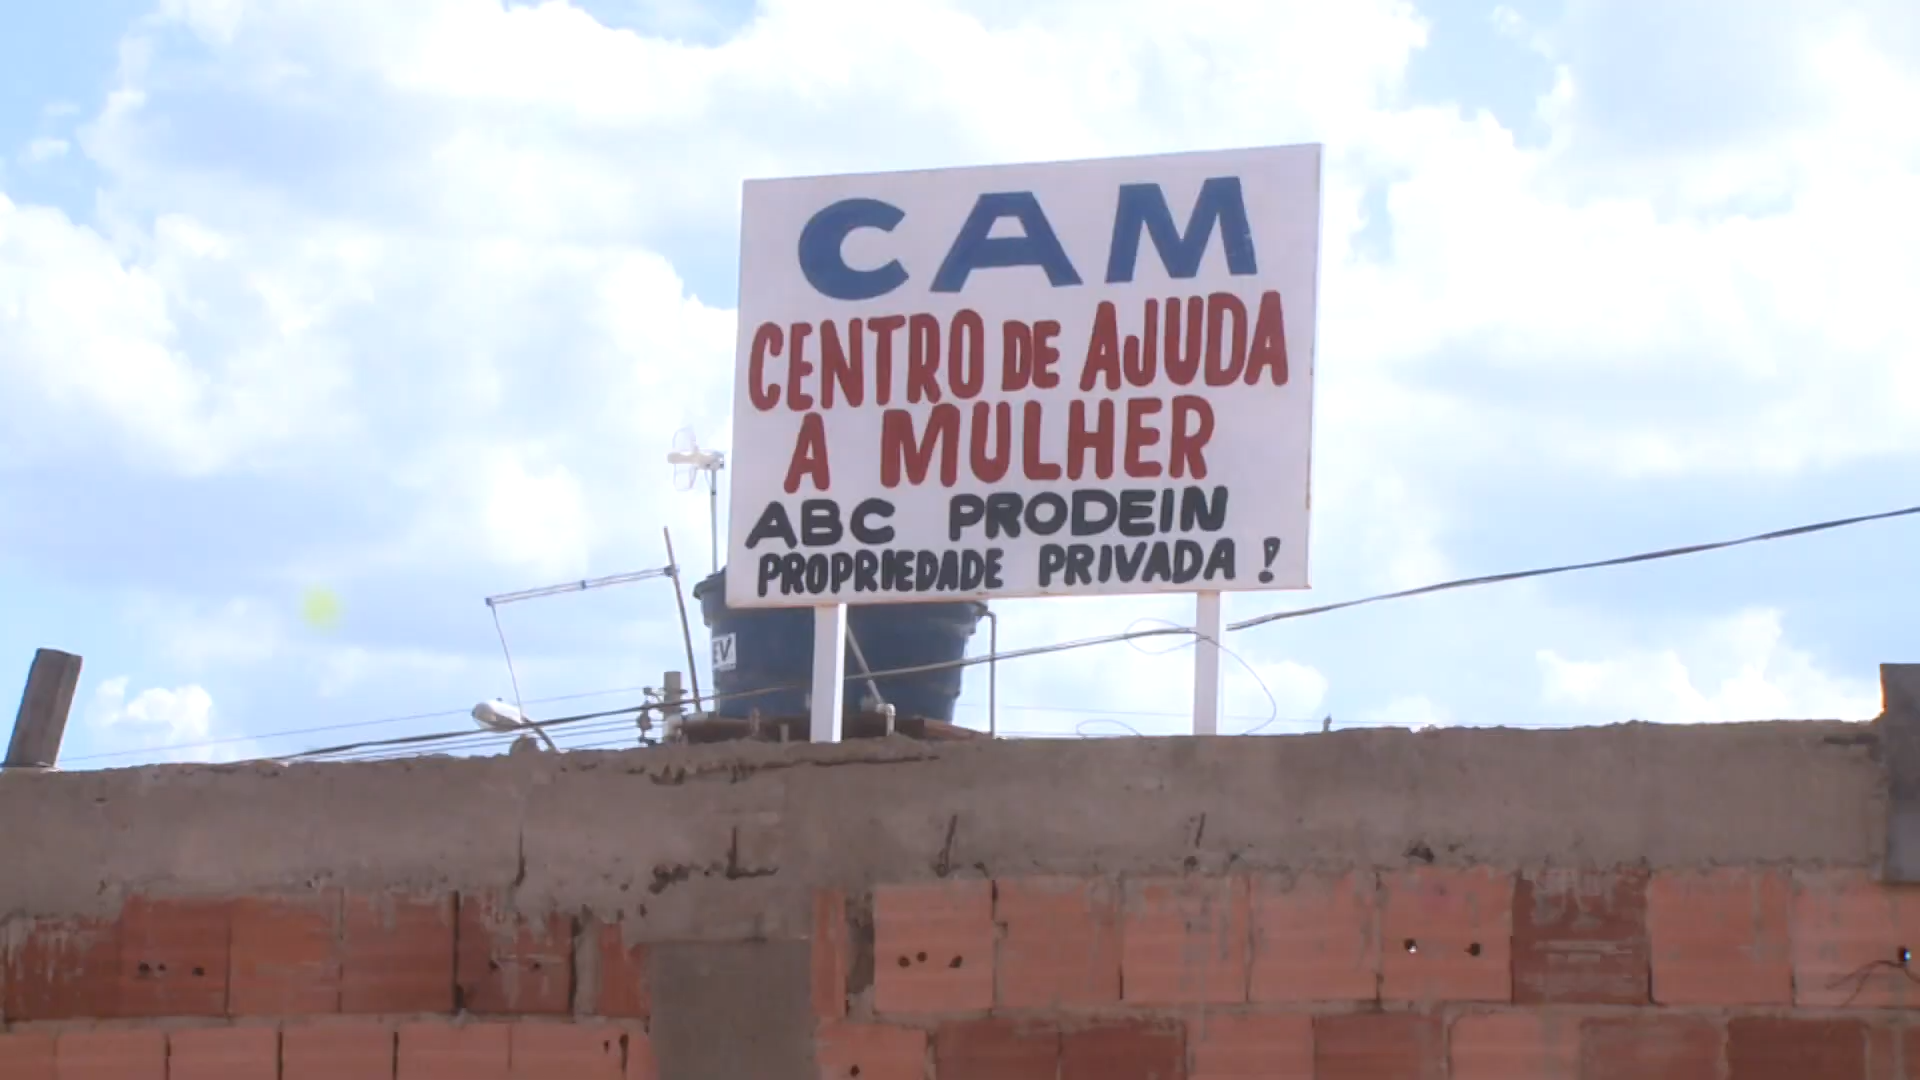 CAM
CENTRO DE AJUDA
A MULHER
ABC PRODEIN
PROPRIEDADE PRIVADA !